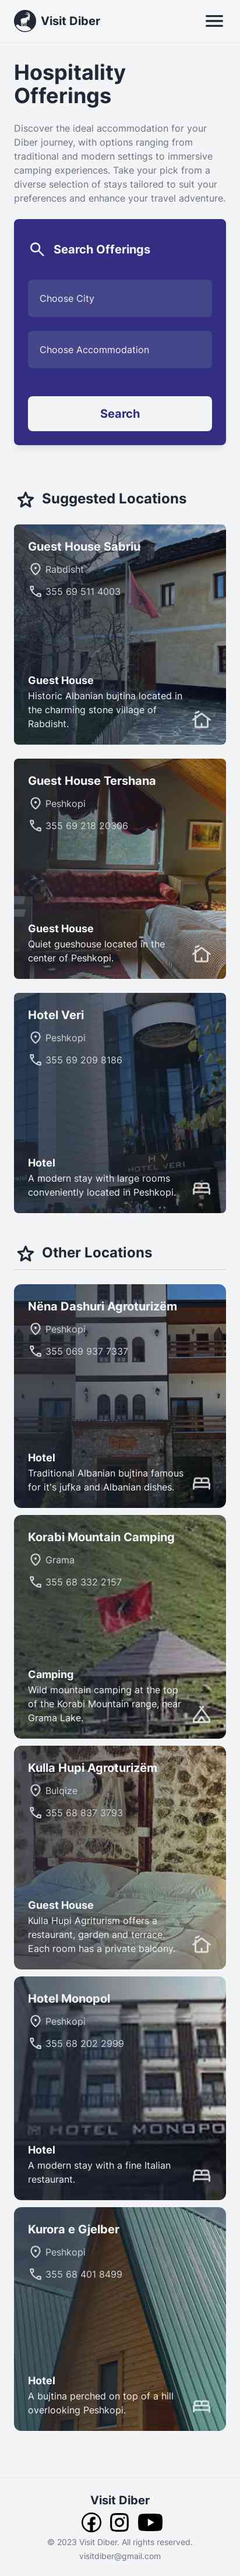 Visit Diber
Hospitality
Offerings
Discover the ideal accommodation for your
Diber journey, with options ranging from
traditional and modern settings to immersive
camping experiences. Take your pick from a
diverse selection of stays tailored to suit your
preferences and enhance your travel adventure.
Search Offerings
Choose City
Choose Accommodation
Search
Suggested Locations
Guest House Sabriu
Rabdisht
355 69 511 4003
Guest House
Historic Albanian bujtina located in
the charming stone village of
Rabdisht.
Guest House Tershana
Peshkopi
355 69 218 20306
Guest House
Quiet gueshouse located in the
center of Peshkopi.
Hotel Veri
Peshkopi
355 69 209 8186
H V
HOTEL VERI
Hotel
A modern stay with large rooms
conveniently located in Peshkopi.
Other Locations
Nëna Dashuri Agroturizëm
Peshkopi
355 069 937 7337
Hotel
Traditional Albanian bujtina famous
for it's jufka and Albanian dishes.
Korabi Mountain Camping
Grama
355 68 332 2157
Camping
Wild mountain camping at the top
of the Korabi Mountain range, near
Grama Lake.
Kulla Hupi Agroturizëm
Bulqize
355 68 837 3793
Guest House
Kulla Hupi Agriturism offers a
restaurant, garden and terrace.
Each room has a private balcony.
Hotel Monopol
Peshkopi
355 68 202 2999
HOTEL MONOPO
Hotel
A modern stay with a fine Italian
restaurant.
Kurora e Gjelber
Peshkopi
355 68 401 8499
Hotel
A bujtina perched on top of a hill
overlooking Peshkopi.
Visit Diber
© 2023 Visit Diber. All rights reserved.
visitdiber@gmail.com